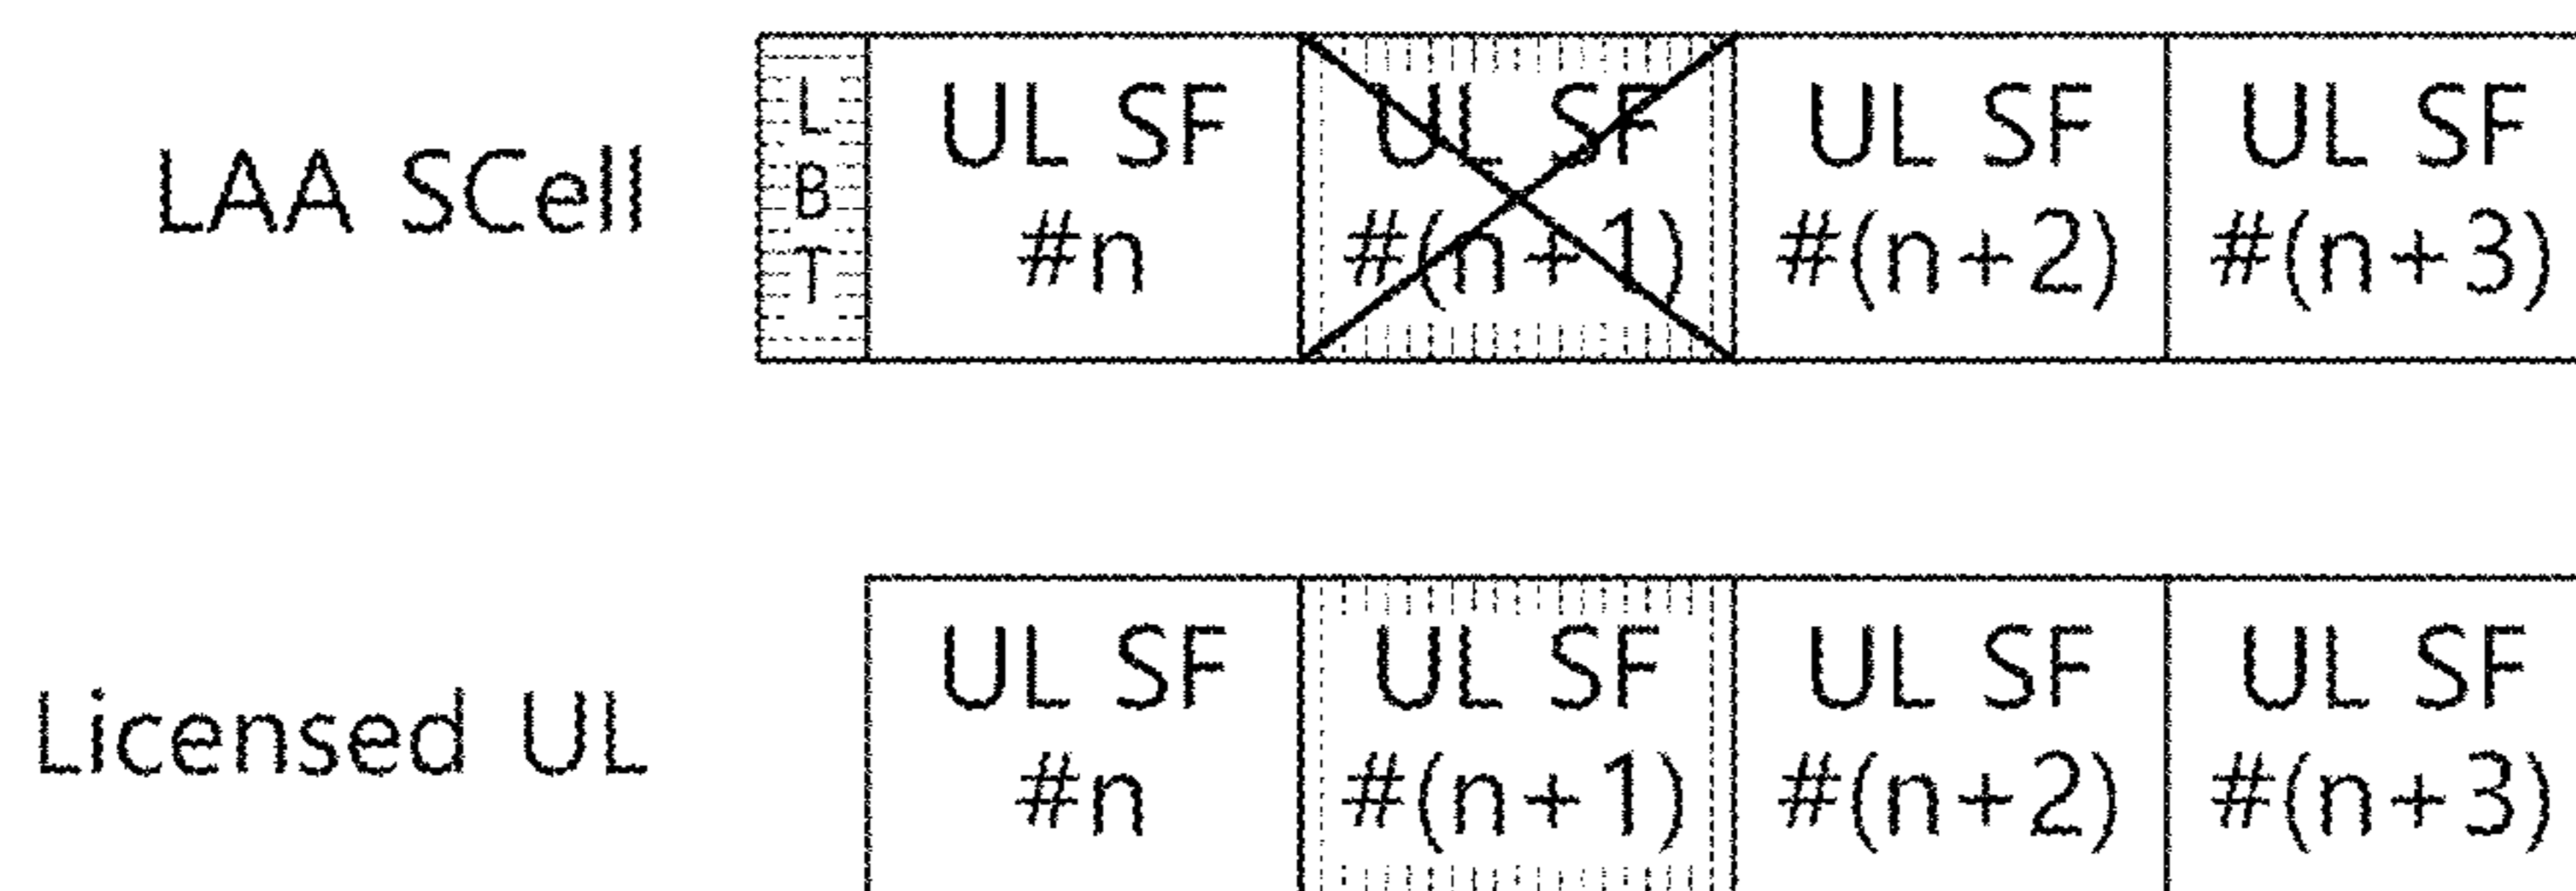 LAA SCell
L
B
T
UL SF
#n
UL SF
#(n+1)
UL SF
#(n+2)
UL SF
#(n+3)
Licensed UL
UL SF
#n
UL SF
#(n+1)
UL SF
#(n+2)
UL SF
#(n+3)